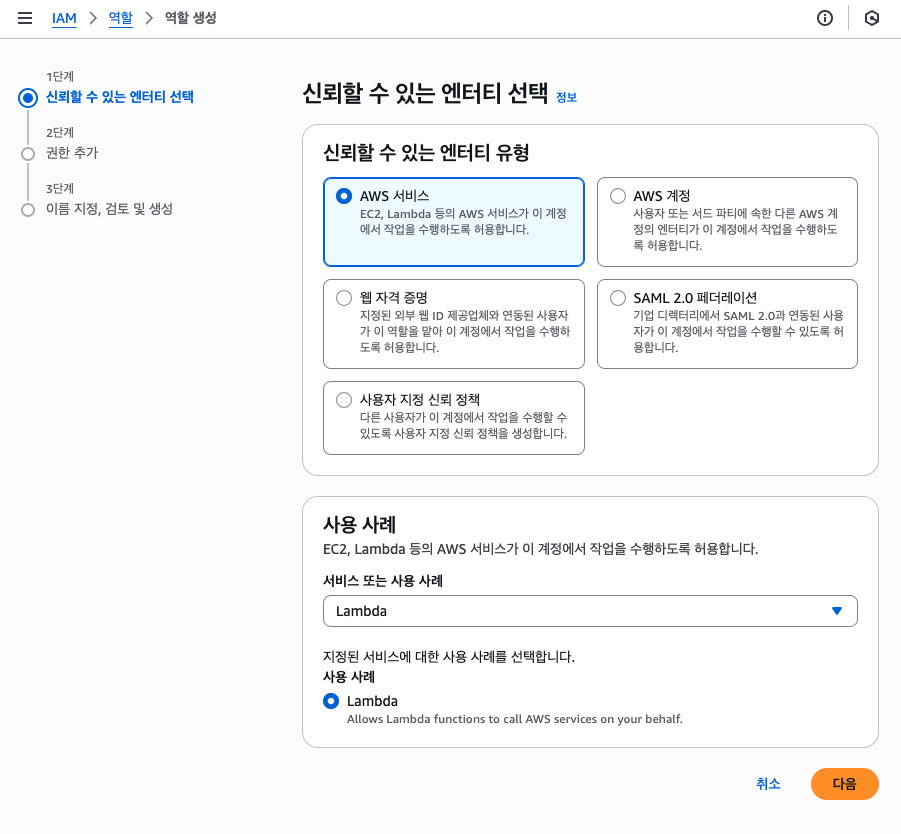 IAM > 역할 > 역할 생성
1단계
신뢰할 수 있는 엔터티 선택
2단계
권한 추가
3단계
이름 지정, 검토 및 생성
신뢰할 수 있는 엔터티 선택 정보
신뢰할 수 있는 엔터티 유형
AWS 서비스
EC2, Lambda 등의 AWS 서비스가 이 계정
에서 작업을 수행하도록 허용합니다.
AWS 계정
사용자 또는 서드 파티에 속한 다른 AWS 계
정의 엔터티가 이 계정에서 작업을 수행하도
록 허용합니다.
웹 자격 증명
지정된 외부 웹 ID 제공업체와 연동된 사용자
가 이 역할을 맡아 이 계정에서 작업을 수행하
도록 허용합니다.
SAML 2.0 페더레이션
기업 디렉터리에서 SAML 2.0과 연동된 사용
자가 이 계정에서 작업을 수행할 수 있도록 허
용합니다.
사용자 지정 신뢰 정책
다른 사용자가 이 계정에서 작업을 수행할 수
있도록 사용자 지정 신뢰 정책을 생성합니다.
사용 사례
EC2, Lambda 등의 AWS 서비스가 이 계정에서 작업을 수행하도록 허용합니다.
서비스 또는 사용 사례
Lambda
지정된 서비스에 대한 사용 사례를 선택합니다.
사용 사례
Lambda
Allows Lambda functions to call AWS services on your behalf.
취소
다음